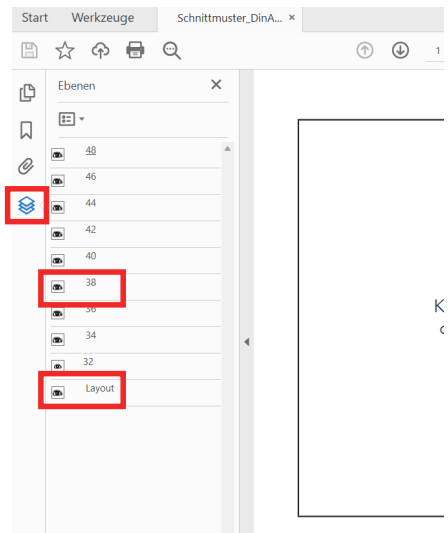 Start Werkzeuge Schnittmuster_DinA... ×
1
Ebenen
48
46
44
42
40
38
36
34
32
Layout
K